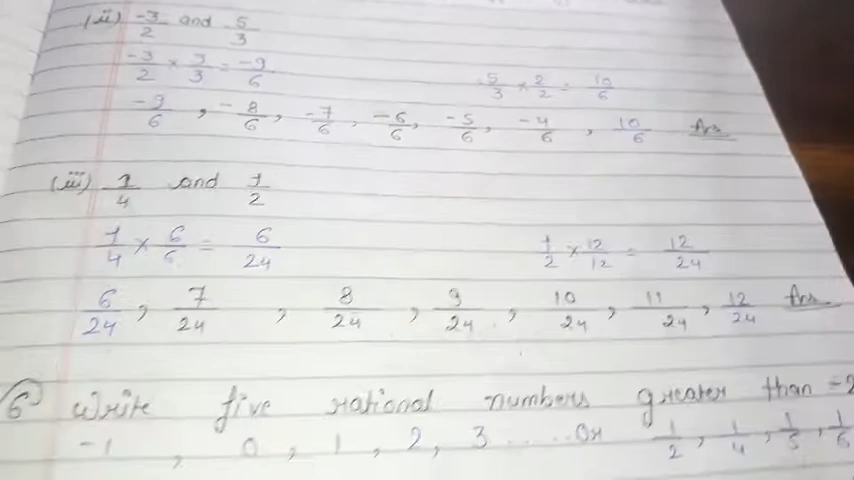 (ii) -3/2 and 5/3
-3/2 × 3/3 = -9/6    5/3 × 2/2 = 10/6
-9/6, -8/6, -7/6, -6/6, -5/6, -4/6, 10/6 Ans
(iii) 1/4 and 1/2
1/4 × 6/6 = 6/24    1/2 × 12/12 = 12/24
6/24, 7/24, 8/24, 9/24, 10/24, 11/24, 12/24 Ans
6 Write five rational numbers greater than -2
-1, 0, 1, 2, 3 ..... Or 1/2, 1/4, 1/5, 1/6